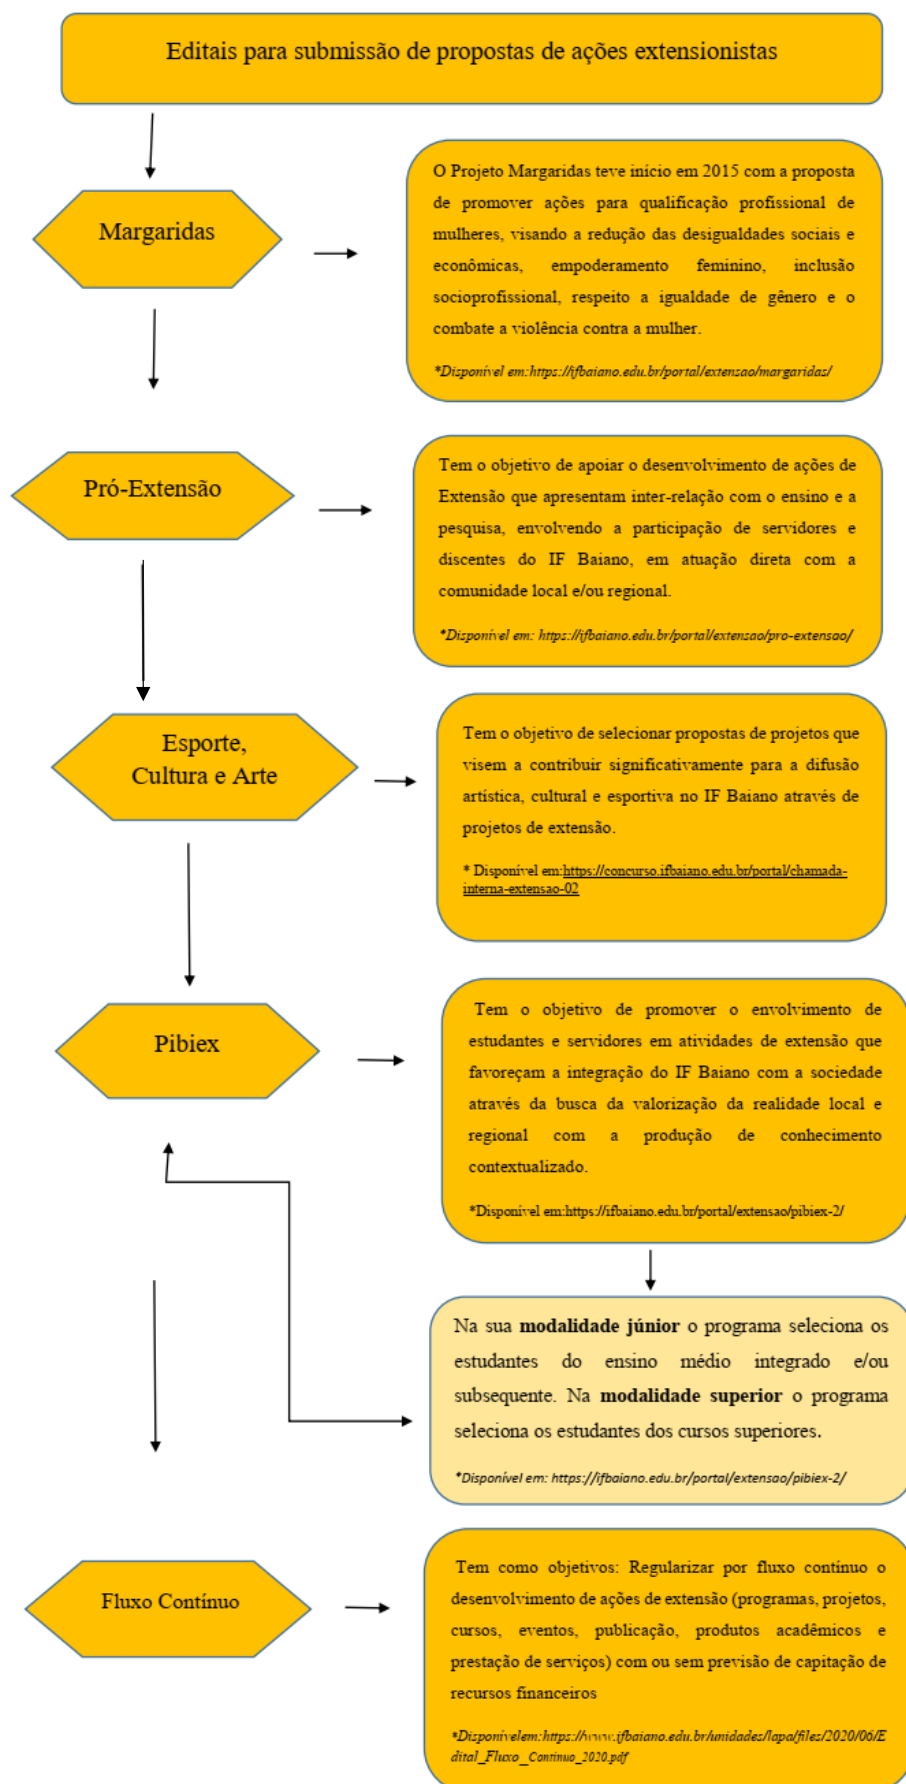 Editais para submissão de propostas de ações extensionistas
Margaridas
O Projeto Margaridas teve início em 2015 com a proposta
de promover ações para qualificação profissional de
mulheres, visando a redução das desigualdades sociais e
econômicas, empoderamento feminino, inclusão
socioprofissional, respeito a igualdade de gênero e o
combate a violência contra a mulher.
*Disponível em:https://ifbaiano.edu.br/portal/extensao/margaridas/
Pró-Extensão
Tem o objetivo de apoiar o desenvolvimento de ações de
Extensão que apresentam inter-relação com o ensino e a
pesquisa, envolvendo a participação de servidores e
discentes do IF Baiano, em atuação direta com a
comunidade local e/ou regional.
*Disponível em: https://ifbaiano.edu.br/portal/extensao/pro-extensao/
Esporte,
Cultura e Arte
Tem o objetivo de selecionar propostas de projetos que
visem a contribuir significativamente para a difusão
artística, cultural e esportiva no IF Baiano através de
projetos de extensão.
* Disponível em:https://concurso.ifbaiano.edu.br/portal/chamada-
interna-extensao-02
Pibiex
Tem o objetivo de promover o envolvimento de
estudantes e servidores em atividades de extensão que
favoreçam a integração do IF Baiano com a sociedade
através da busca da valorização da realidade local e
regional com a produção de conhecimento
contextualizado.
*Disponível em:https://ifbaiano.edu.br/portal/extensao/pibiex-2/
Na sua modalidade júnior o programa seleciona os
estudantes do ensino médio integrado e/ou
subsequente. Na modalidade superior o programa
seleciona os estudantes dos cursos superiores.
*Disponível em: https://ifbaiano.edu.br/portal/extensao/pibiex-2/
Fluxo Contínuo
Tem como objetivos: Regularizar por fluxo contínuo o
desenvolvimento de ações de extensão (programas, projetos,
cursos, eventos, publicação, produtos acadêmicos e
prestação de serviços) com ou sem previsão de capitação de
recursos financeiros
*Disponívelem:https://www.ifbaiano.edu.br/unidades/lapa/files/2020/06/E
dital_Fluxo_Continuo_2020.pdf